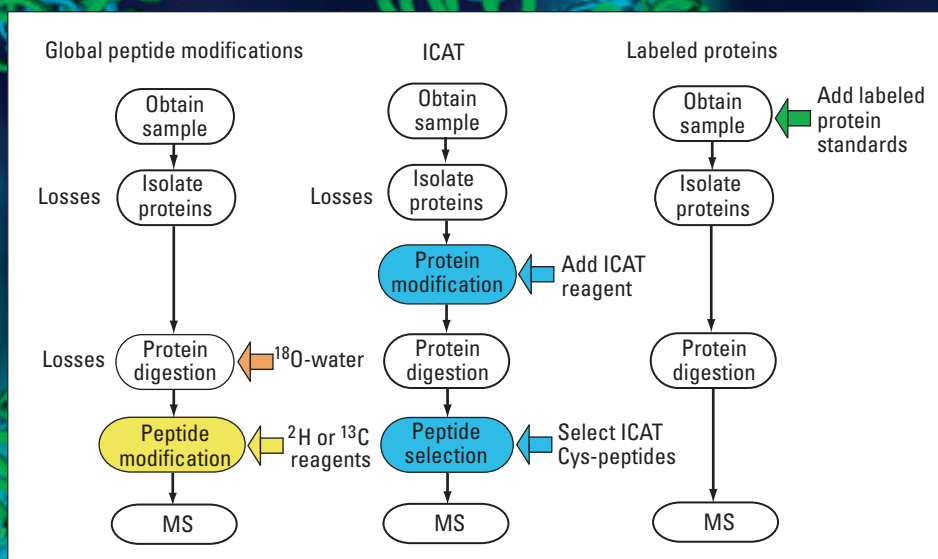 Global peptide modifications
Obtain
sample
Losses
Isolate
proteins
Losses
Protein
digestion
¹⁸O-water
Peptide
modification
²H or ¹³C
reagents
MS
ICAT
Obtain
sample
Losses
Isolate
proteins
Protein
modification
Add ICAT
reagent
Protein
digestion
Peptide
selection
Select ICAT
Cys-peptides
MS
Labeled proteins
Obtain
sample
Add labeled
protein
standards
Isolate
proteins
Protein
digestion
MS